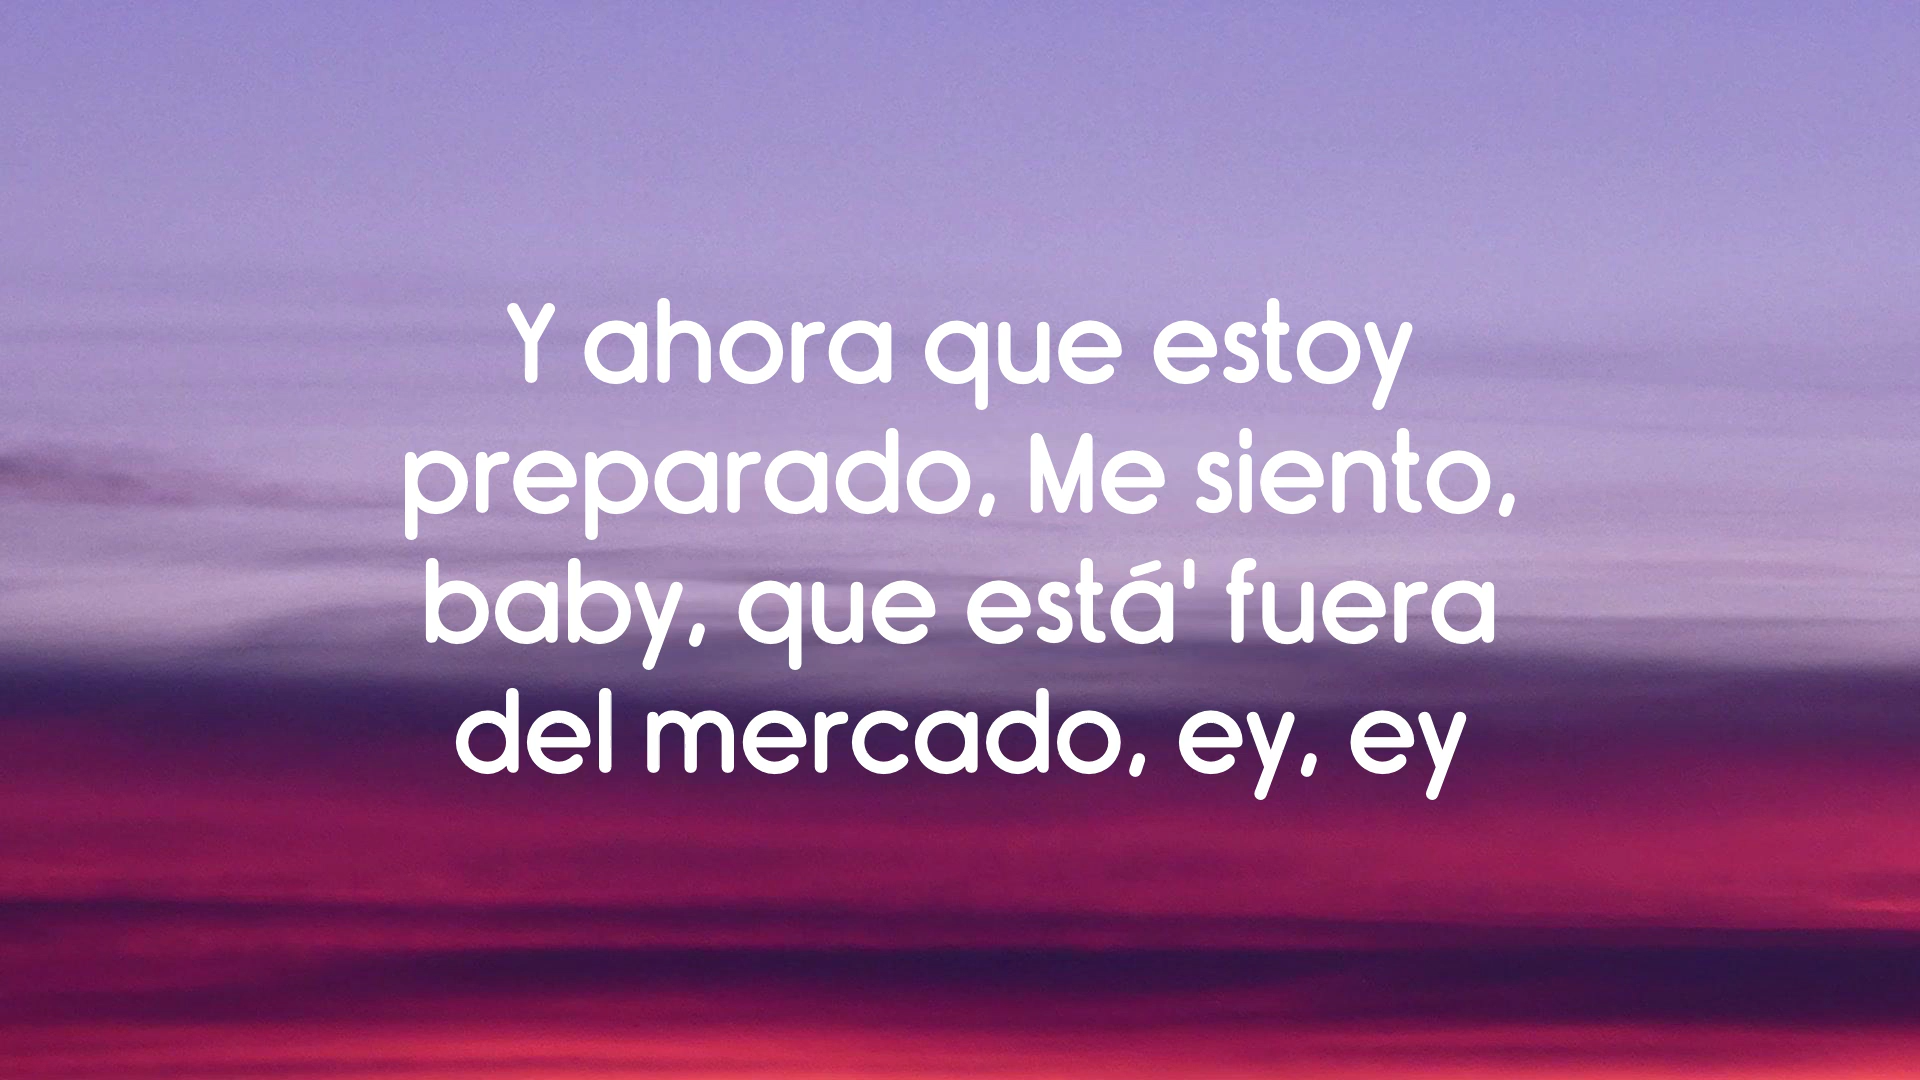 Y ahora que estoy
preparado, Me siento,
baby, que está' fuera
del mercado, ey, ey